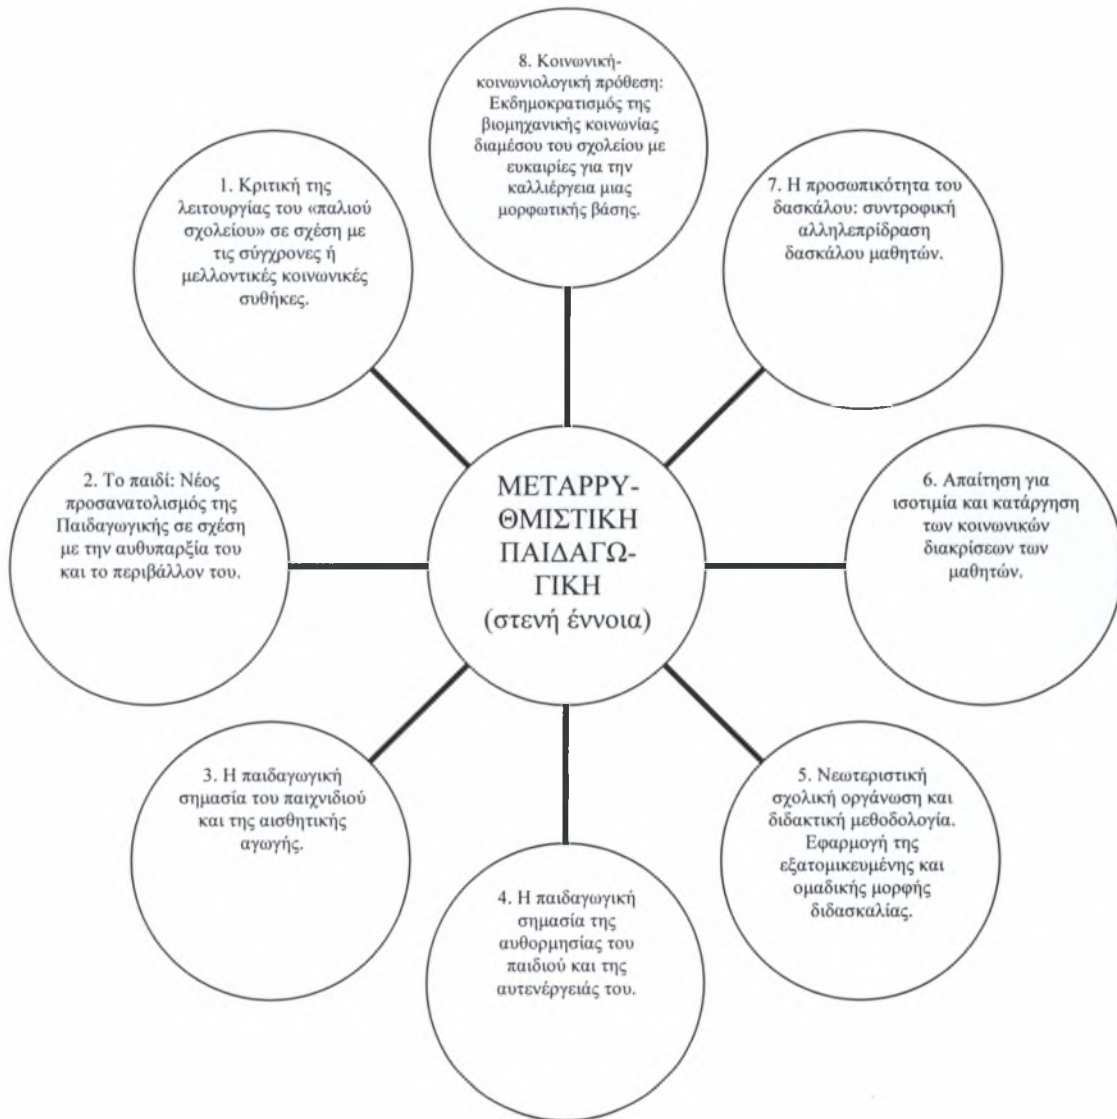 8. Κοινωνική-
κοινωνιολογική πρόθεση:
Εκδημοκρατισμός της
βιομηχανικής κοινωνίας
διαμέσου του σχολείου με
ευκαιρίες για την
καλλιέργεια μιας
μορφωτικής βάσης.
1. Κριτική της
λειτουργίας του «παλιού
σχολείου» σε σχέση με
τις σύγχρονες ή
μελλοντικές κοινωνικές
συθήκες.
7. Η προσωπικότητα του
δασκάλου: συντροφική
αλληλεπρίδραση
δασκάλου μαθητών.
2. Το παιδί: Νέος
προσανατολισμός της
Παιδαγωγικής σε σχέση
με την αυθυπαρξία του
και το περιβάλλον του.
ΜΕΤΑΡΡΥ-
ΘΜΙΣΤΙΚΗ
ΠΑΙΔΑΓΩ-
ΓΙΚΗ
(στενή έννοια)
6. Απαίτηση για
ισοτιμία και κατάργηση
των κοινωνικών
διακρίσεων των
μαθητών.
3. Η παιδαγωγική
σημασία του παιχνιδιού
και της αισθητικής
αγωγής.
4. Η παιδαγωγική
σημασία της
αυθορμησίας του
παιδιού και της
αυτενέργειάς του.
5. Νεωτεριστική
σχολική οργάνωση και
διδακτική μεθοδολογία.
Εφαρμογή της
εξατομικευμένης και
ομαδικής μορφής
διδασκαλίας.